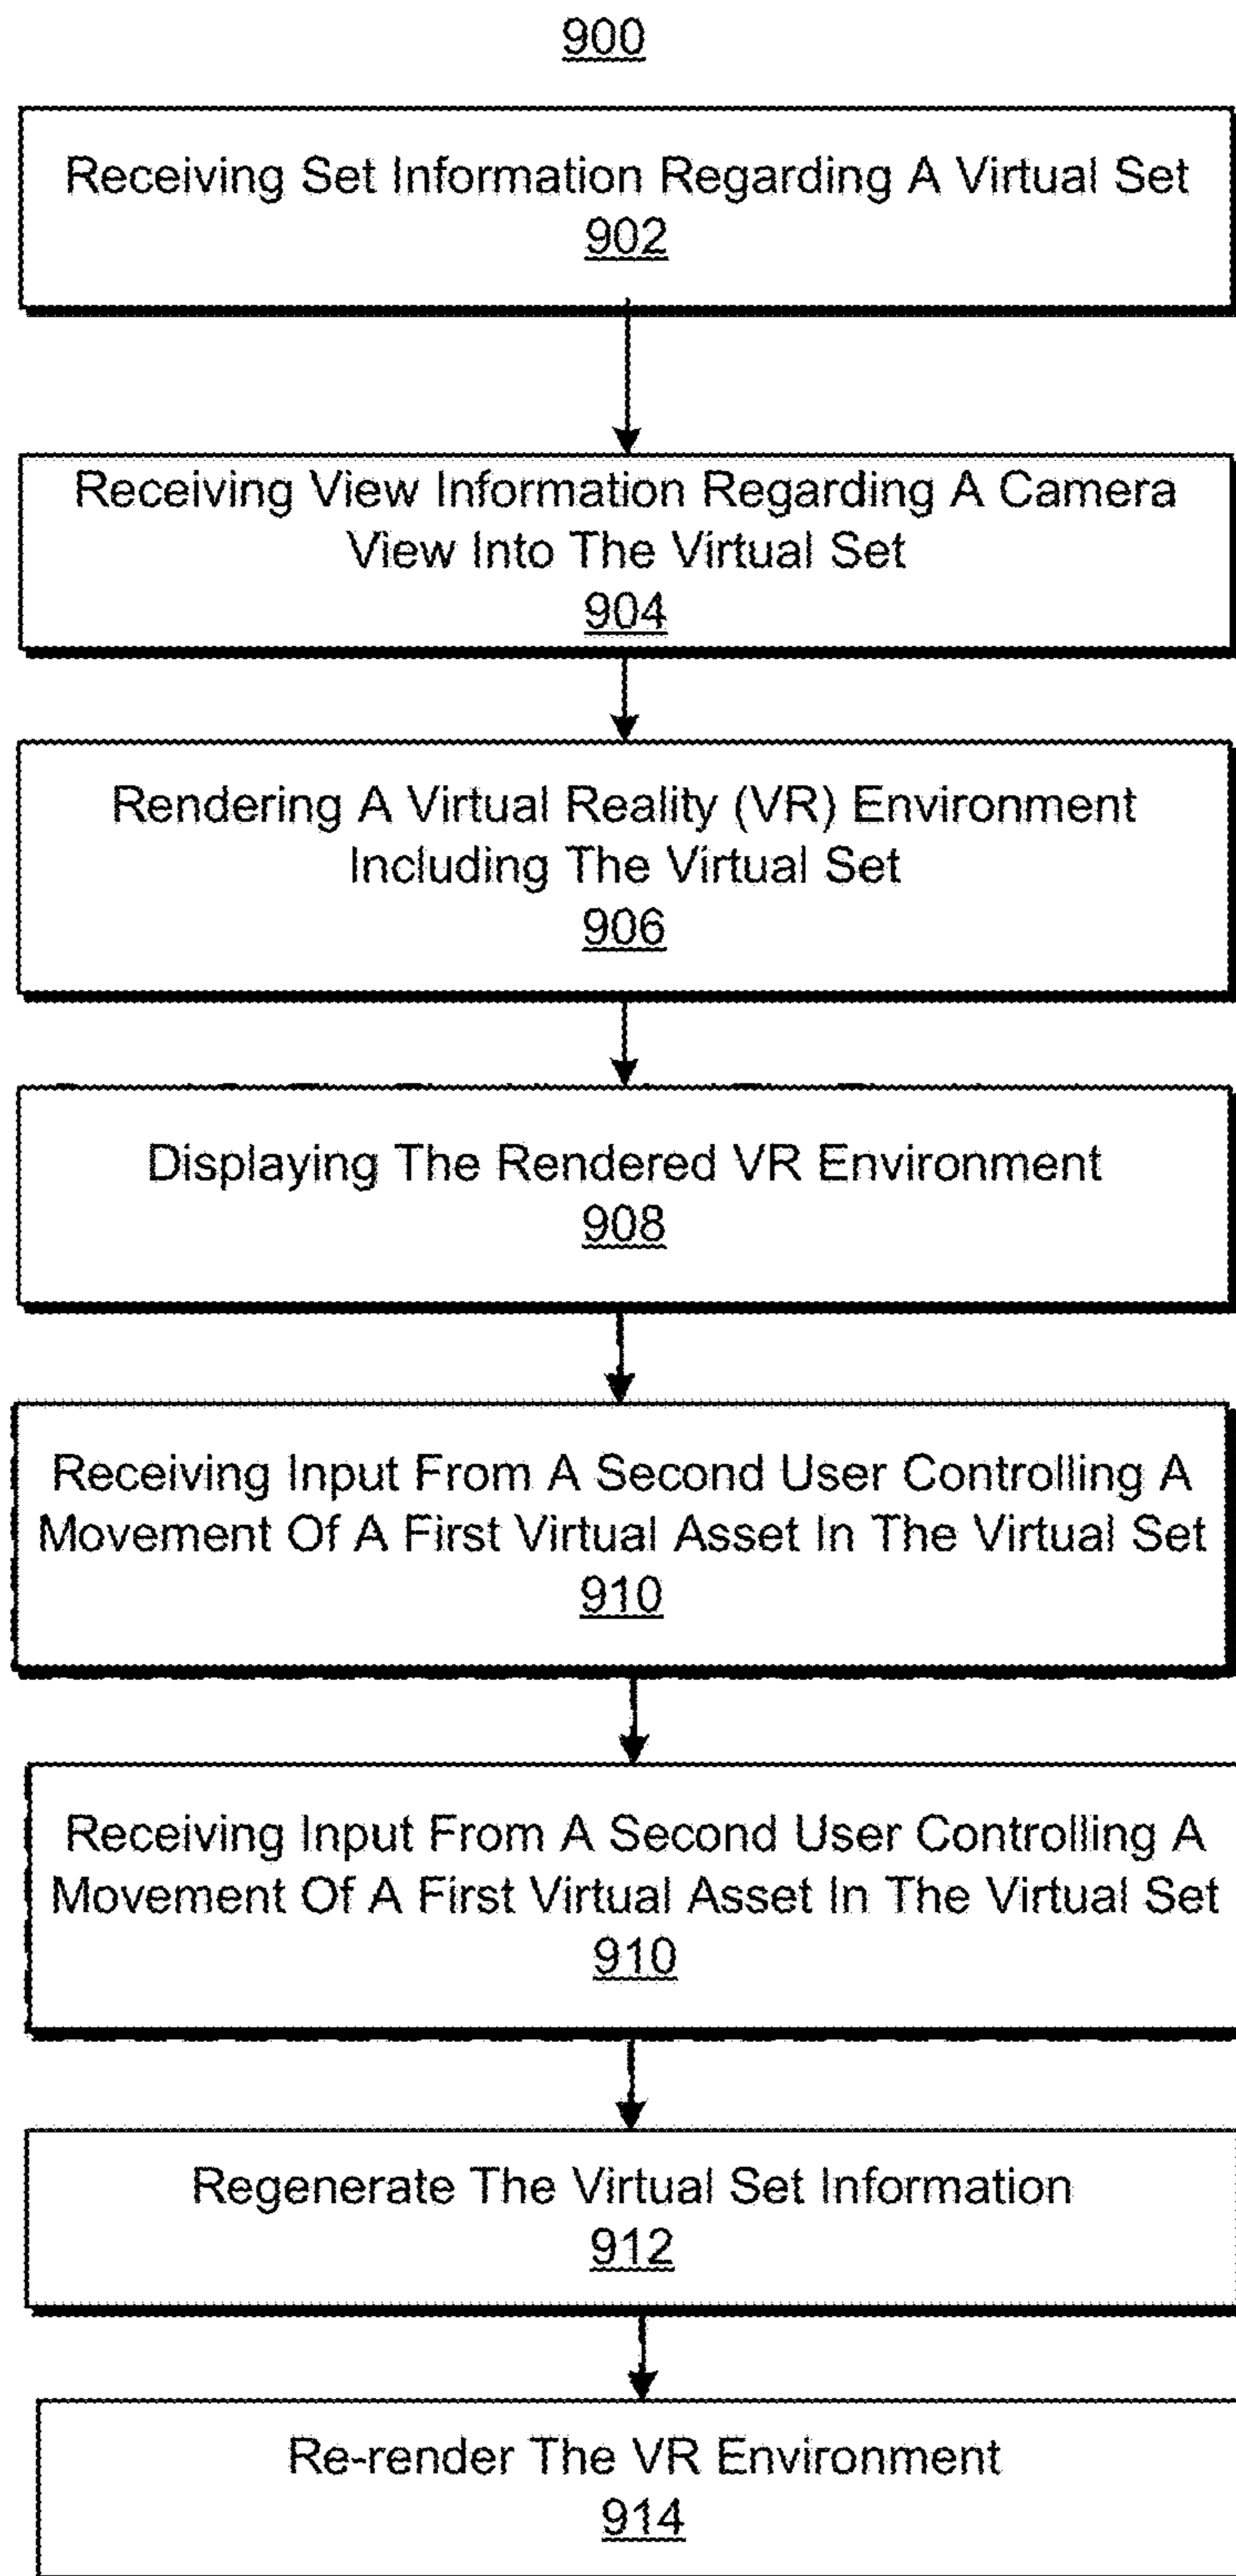 900
Receiving Set Information Regarding A Virtual Set
902
Receiving View Information Regarding A Camera
View Into The Virtual Set
904
Rendering A Virtual Reality (VR) Environment
Including The Virtual Set
906
Displaying The Rendered VR Environment
908
Receiving Input From A Second User Controlling A
Movement Of A First Virtual Asset In The Virtual Set
910
Receiving Input From A Second User Controlling A
Movement Of A First Virtual Asset In The Virtual Set
910
Regenerate The Virtual Set Information
912
Re-render The VR Environment
914